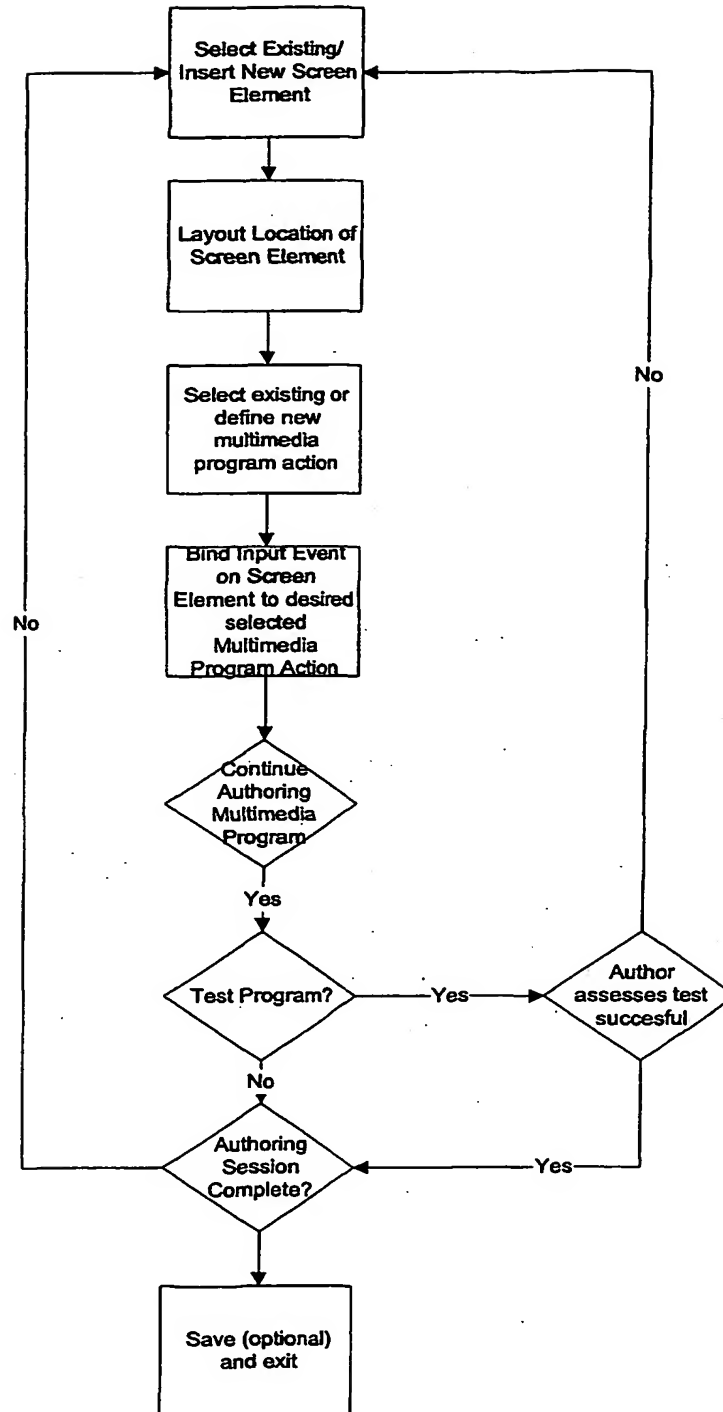 Select Existing/
Insert New Screen
Element
Layout Location of
Screen Element
Select existing or
define new
multimedia
program action
No
Bind Input Event
on Screen
Element to desired
selected
Multimedia
Program Action
No
Continue
Authoring
Multimedia
Program
Yes
Test Program?
Yes
Author
assesses test
succesful
No
Authoring
Session
Complete?
Yes
Save (optional)
and exit